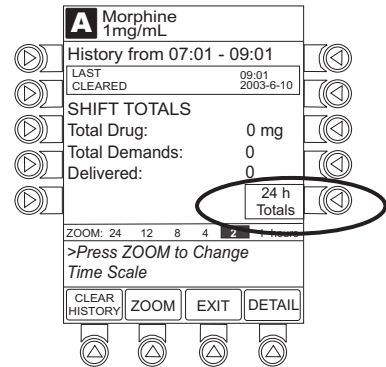 A Morphine
1mg/mL
History from 07:01 - 09:01
LAST 09:01
CLEARED 2003-6-10
SHIFT TOTALS
Total Drug: 0 mg
Total Demands: 0
Delivered: 0
24 h
Totals
ZOOM: 24 12 8 4 2 1 hours
>Press ZOOM to Change
Time Scale
CLEAR
HISTORY ZOOM EXIT DETAIL